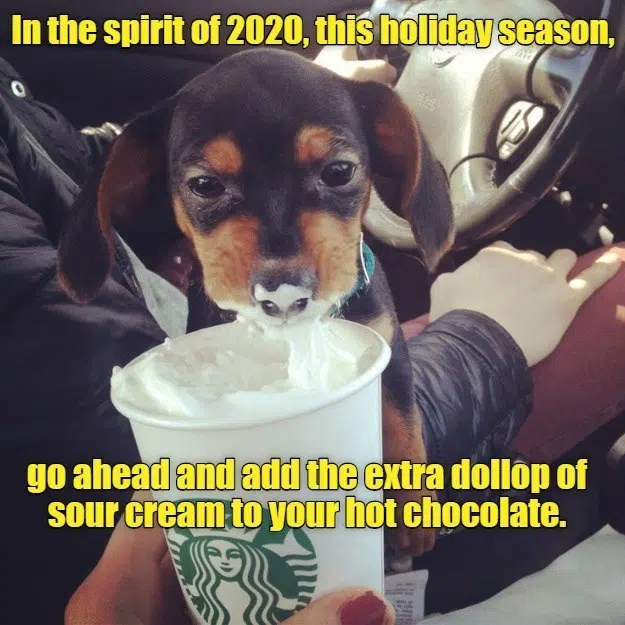 In the spirit of 2020, this holiday season,
go ahead and add the extra dollop of
sour cream to your hot chocolate.